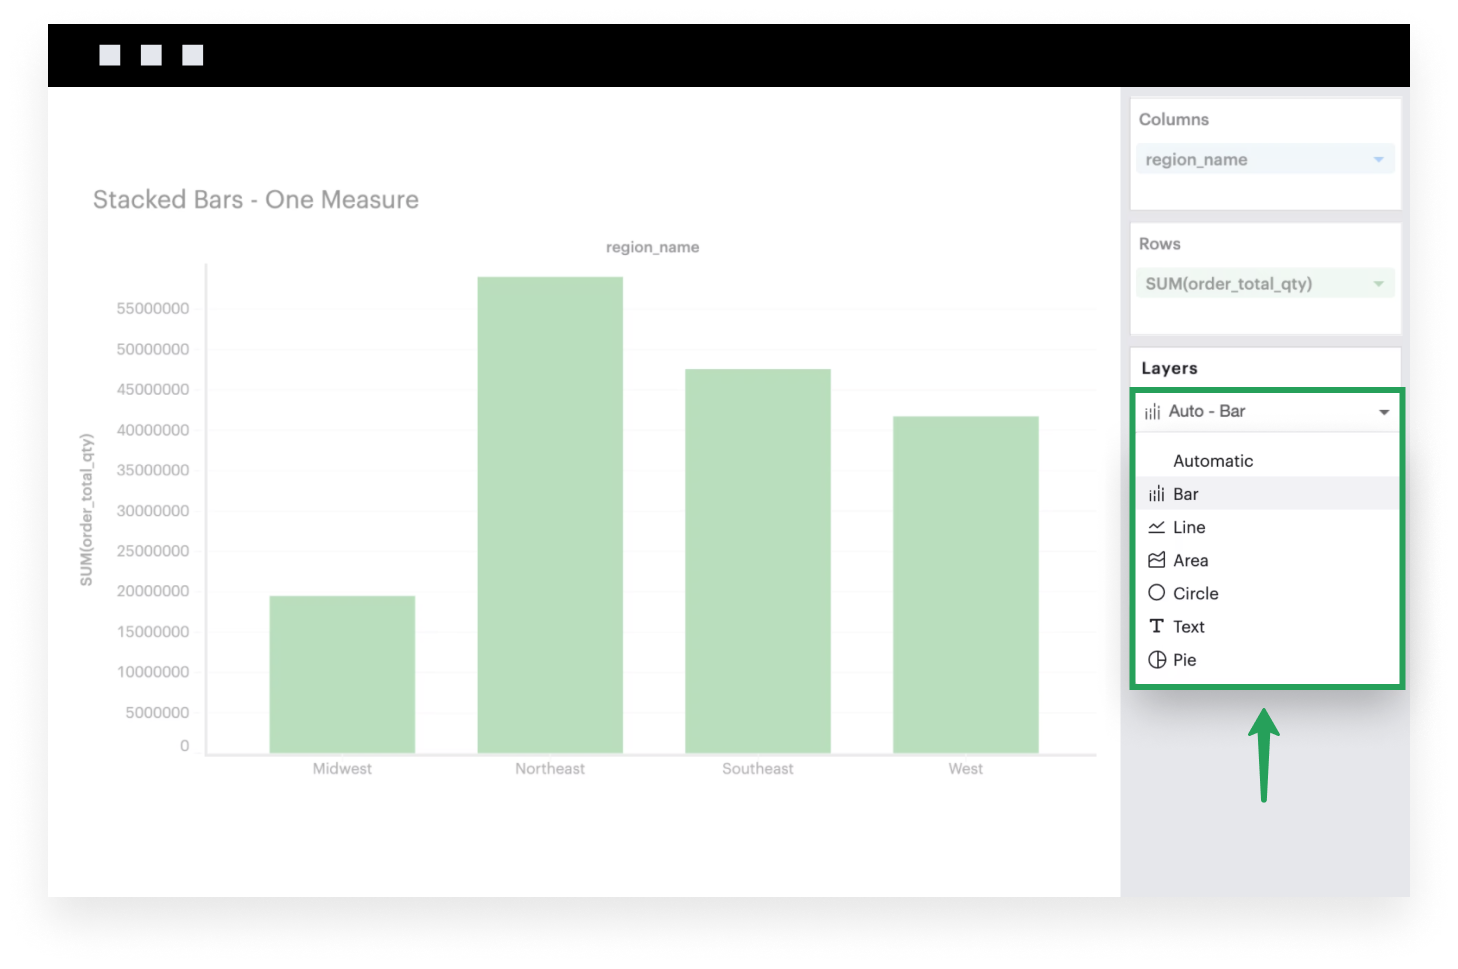 Stacked Bars - One Measure
region_name
SUM(order_total_qty)
55000000
50000000
45000000
40000000
35000000
30000000
25000000
20000000
15000000
10000000
5000000
0
Midwest
Northeast
Southeast
West
Columns
region_name
Rows
SUM(order_total_qty)
Layers
Auto - Bar
Automatic
Bar
Line
Area
Circle
Text
Pie